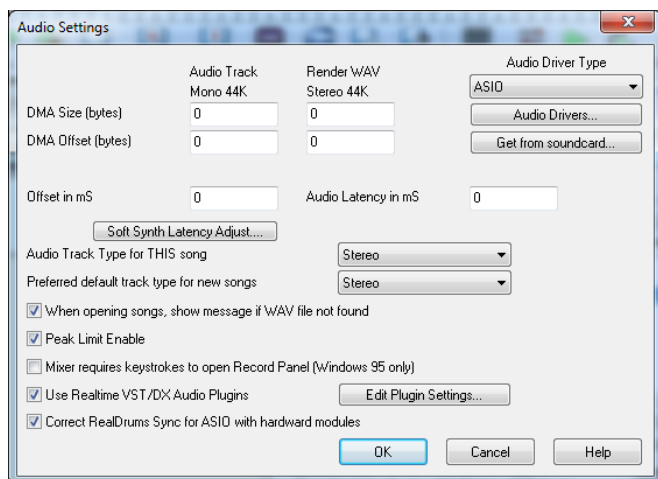 Audio Settings
Audio Track Render WAV Audio Driver Type
Mono 44K Stereo 44K ASIO
DMA Size (bytes) 0 0 Audio Drivers...
DMA Offset (bytes) 0 0 Get from soundcard...
Offset in mS 0 Audio Latency in mS 0
Soft Synth Latency Adjust....
Audio Track Type for THIS song Stereo
Preferred default track type for new songs Stereo
When opening songs, show message if WAV file not found
Peak Limit Enable
Mixer requires keystrokes to open Record Panel (Windows 95 only)
Use Realtime VST/DX Audio Plugins Edit Plugin Settings...
Correct RealDrums Sync for ASIO with hardware modules
OK Cancel Help